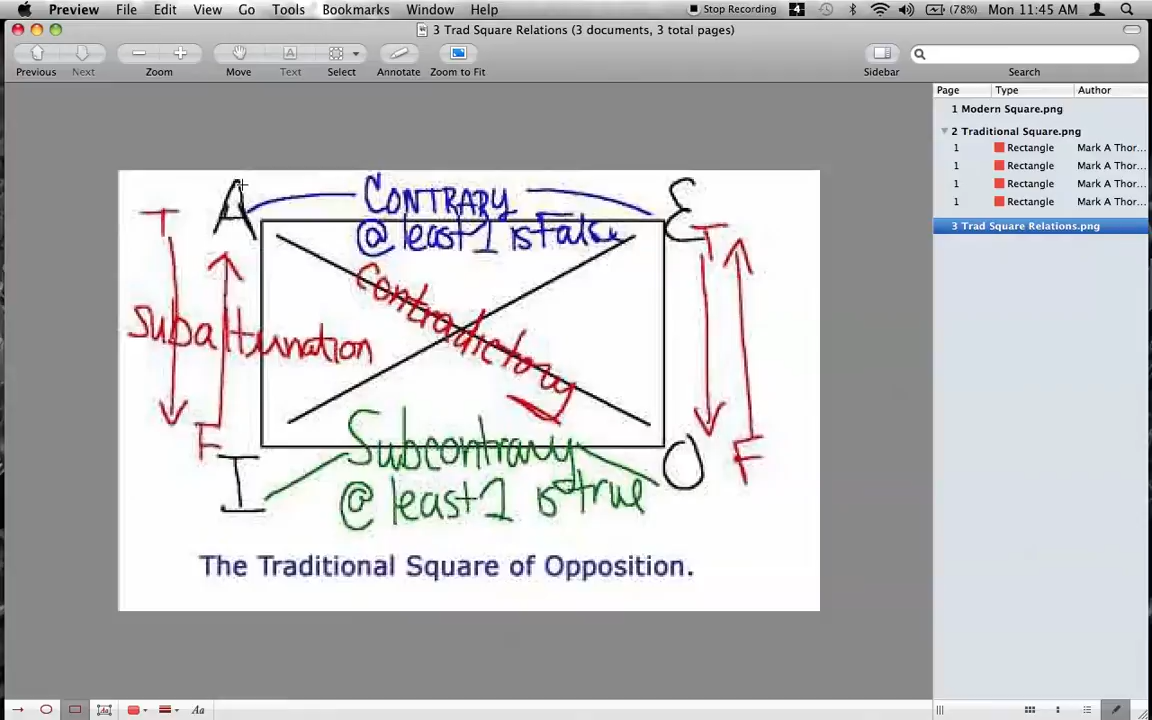 Preview File Edit View Go Tools Bookmarks Window Help Stop Recording 4 (78%) Mon 11:45 AM
3 Trad Square Relations (3 documents, 3 total pages)
Previous Next Zoom Move Text Select Annotate Zoom to Fit Sidebar Search
Page Type Author
1 Modern Square.png
2 Traditional Square.png
1 Rectangle Mark A Thor...
1 Rectangle Mark A Thor...
1 Rectangle Mark A Thor...
1 Rectangle Mark A Thor...
3 Trad Square Relations.png
A CONTRARY E
T @ least 1 is False T
Contradictory
subalternation
F Subcontrary F
I @ least 1 is true O
The Traditional Square of Opposition.
Aa